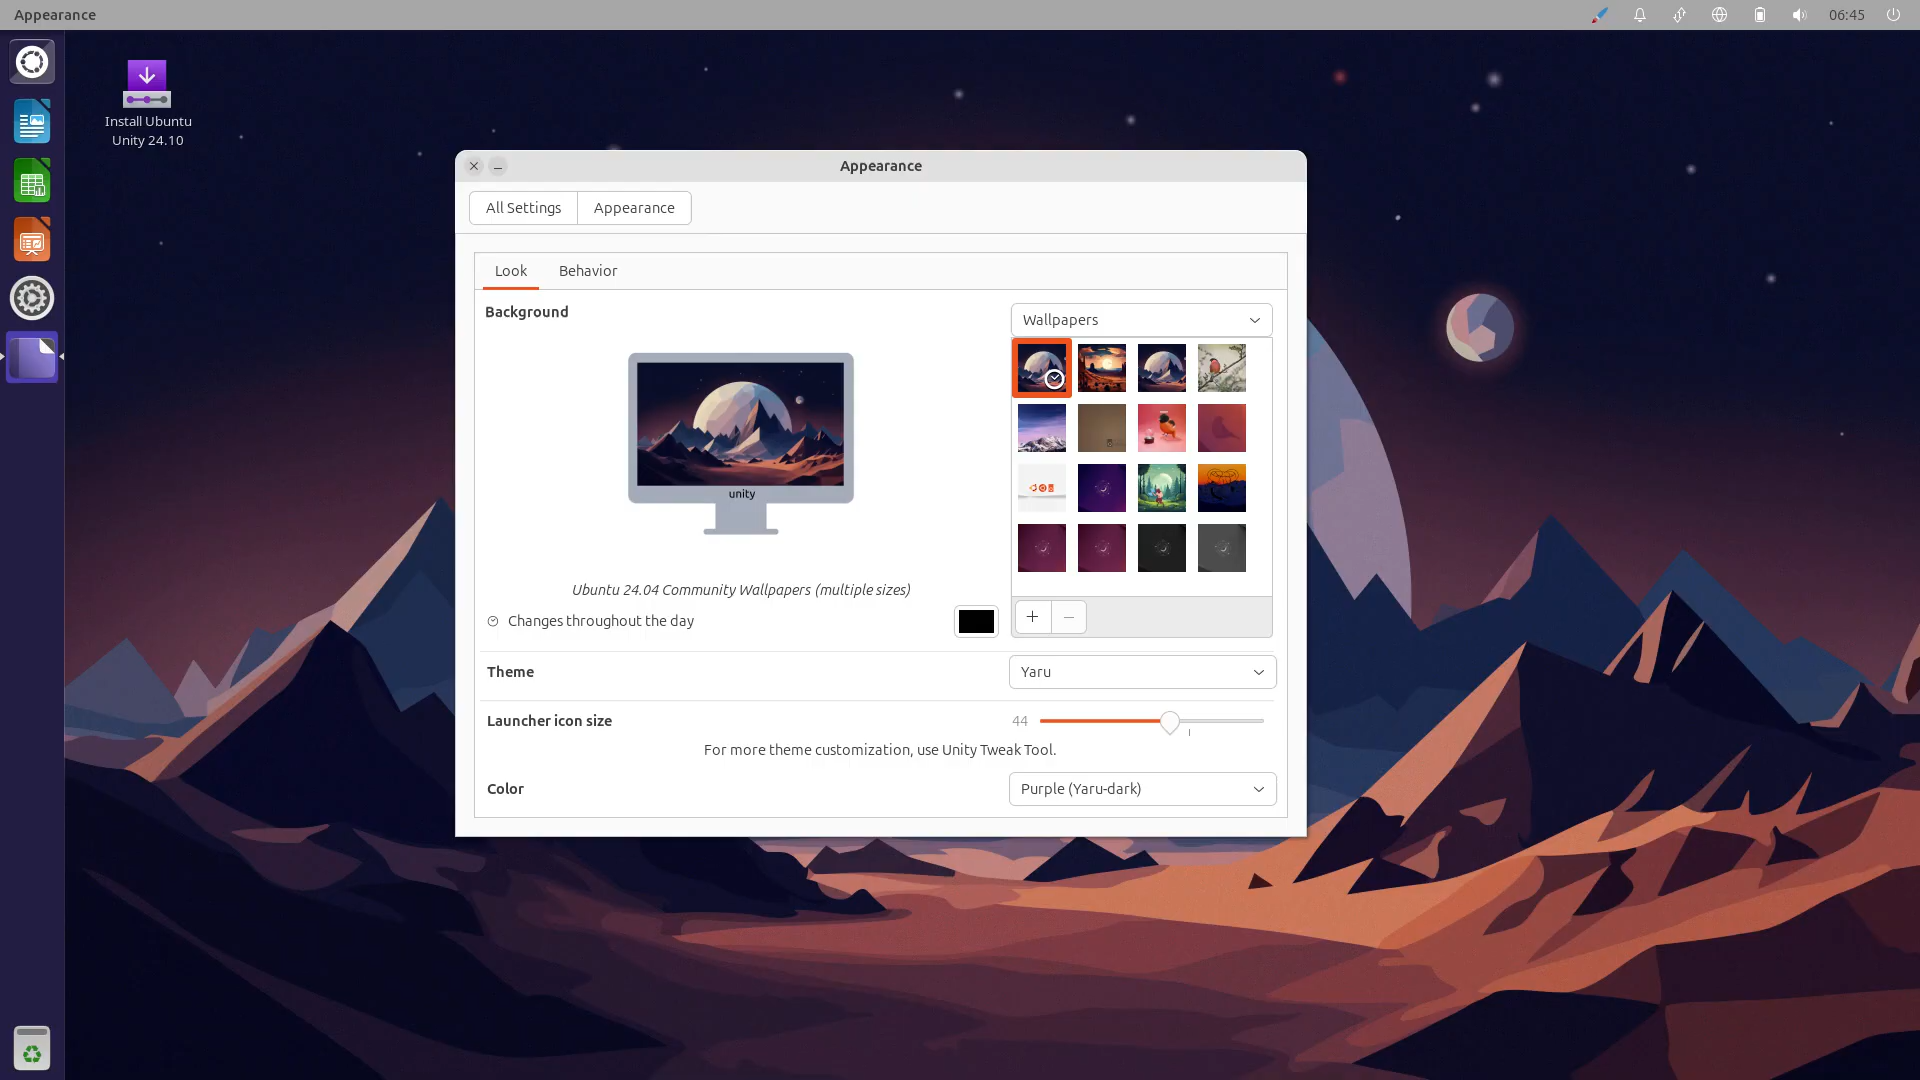 Appearance
06:45
Install Ubuntu
Unity 24.10
Appearance
All Settings
Appearance
Look
Behavior
Background
Wallpapers
unity
Ubuntu 24.04 Community Wallpapers (multiple sizes)
Changes throughout the day
Theme
Yaru
Launcher icon size
44
For more theme customization, use Unity Tweak Tool.
Color
Purple (Yaru-dark)